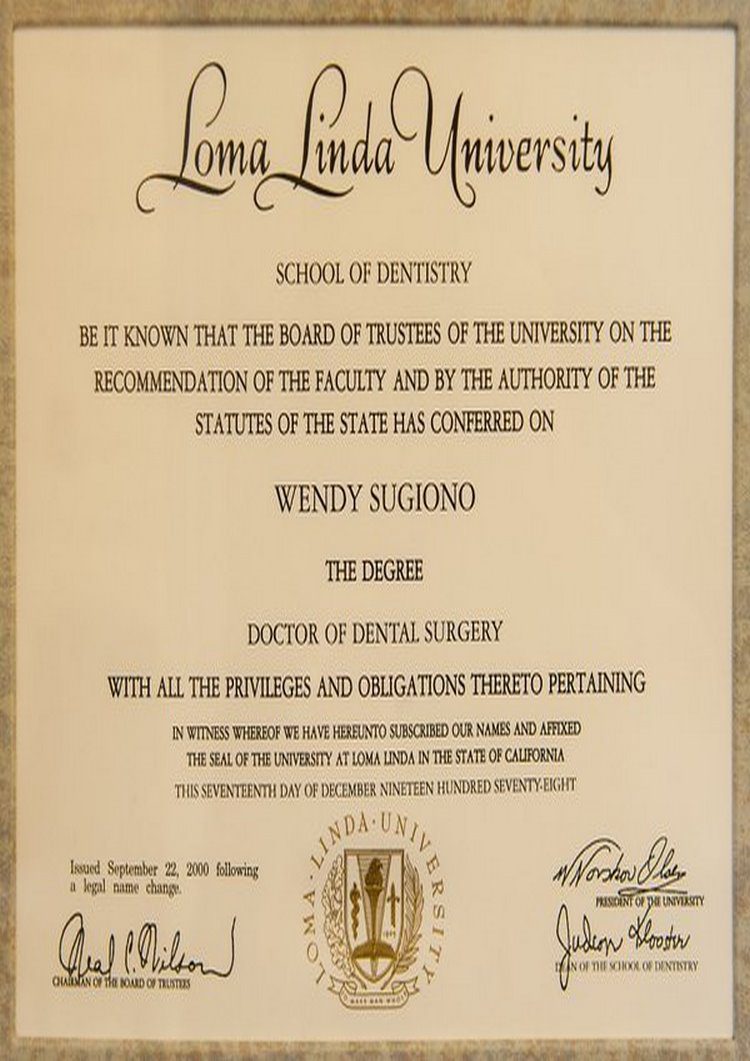 Loma Linda University
SCHOOL OF DENTISTRY
BE IT KNOWN THAT THE BOARD OF TRUSTEES OF THE UNIVERSITY ON THE
RECOMMENDATION OF THE FACULTY AND BY THE AUTHORITY OF THE
STATUTES OF THE STATE HAS CONFERRED ON
WENDY SUGIONO
THE DEGREE
DOCTOR OF DENTAL SURGERY
WITH ALL THE PRIVILEGES AND OBLIGATIONS THERETO PERTAINING
IN WITNESS WHEREOF WE HAVE HEREUNTO SUBSCRIBED OUR NAMES AND AFFIXED
THE SEAL OF THE UNIVERSITY AT LOMA LINDA IN THE STATE OF CALIFORNIA
THIS SEVENTEENTH DAY OF DECEMBER NINETEEN HUNDRED SEVENTY-EIGHT
Issued September 22, 2000 following
a legal name change.
Neal C. Wilson
CHAIRMAN OF THE BOARD OF TRUSTEES
LOMA · LINDA · UNIVERSITY
PRESIDENT OF THE UNIVERSITY
Judson Klooster
DEAN OF THE SCHOOL OF DENTISTRY